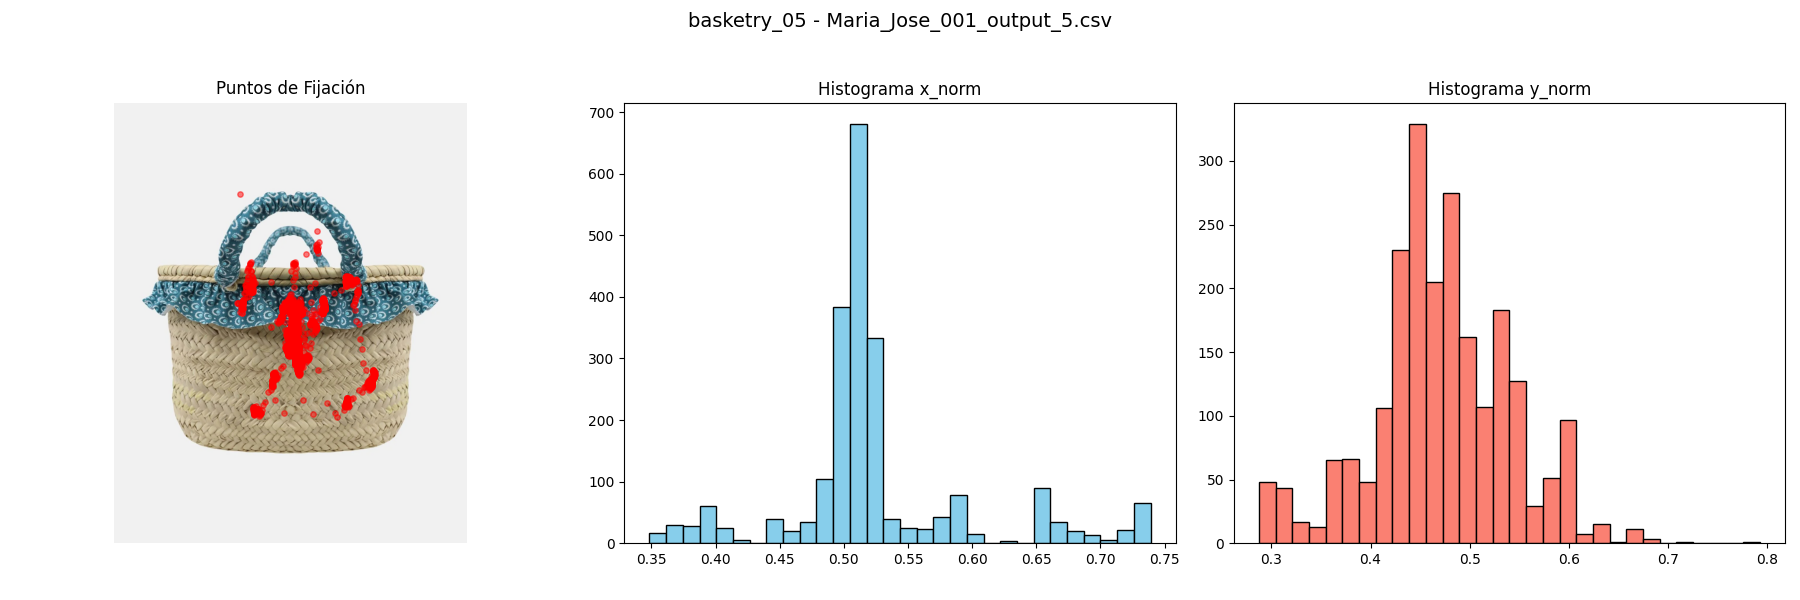 basketry_05 - Maria_Jose_001_output_5.csv
Puntos de Fijación
Histograma x_norm
700
600
500
400
300
200
100
0
0.35 0.40 0.45 0.50 0.55 0.60 0.65 0.70 0.75
Histograma y_norm
300
250
200
150
100
50
0
0.3 0.4 0.5 0.6 0.7 0.8